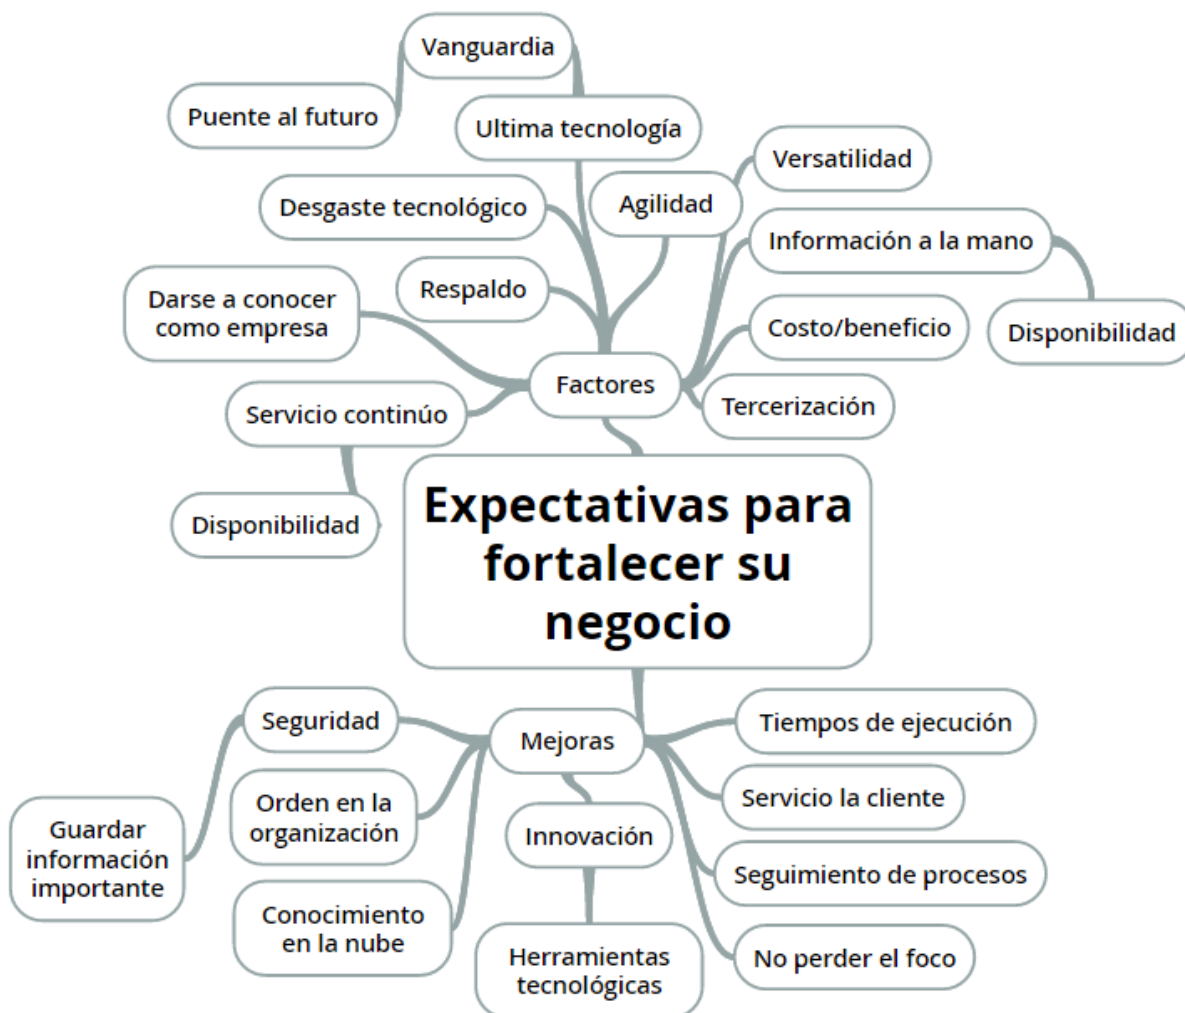 Vanguardia
Puente al futuro
Ultima tecnología
Versatilidad
Desgaste tecnológico
Agilidad
Información a la mano
Respaldo
Darse a conocer
como empresa
Costo/beneficio
Disponibilidad
Factores
Tercerización
Servicio continúo
Disponibilidad
Expectativas para
fortalecer su
negocio
Seguridad
Mejoras
Tiempos de ejecución
Orden en la
organización
Servicio la cliente
Guardar
información
importante
Innovación
Seguimiento de procesos
Conocimiento
en la nube
Herramientas
tecnológicas
No perder el foco